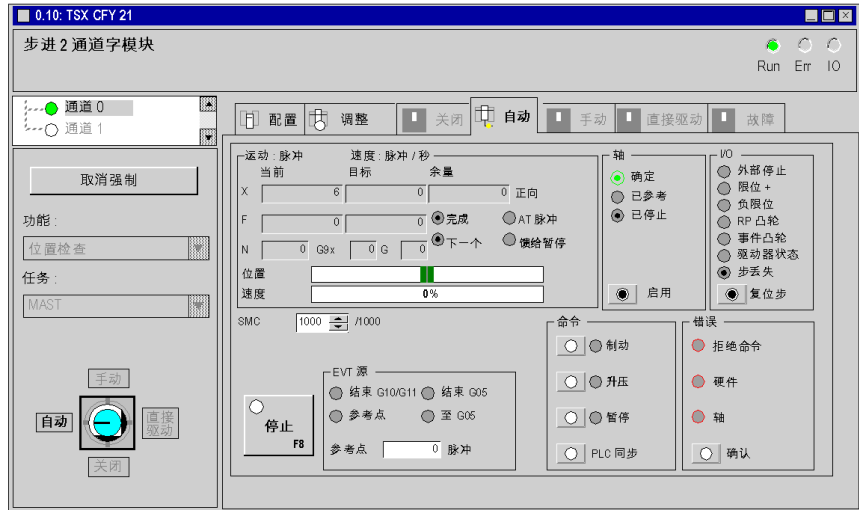 0.10: TSX CFY 21
步进 2 通道字模块
Run Err IO
通道 0
通道 1
配置 调整 关闭 自动 手动 直接驱动 故障
取消强制
功能 :
位置检查
任务 :
MAST
手动
自动
直接
驱动
关闭
运动 : 脉冲 速度 : 脉冲 / 秒
当前 目标 余量
X 6 0 0 正向
F 0 0 完成 AT 脉冲
N 0 G9x 0 G 0 下一个 馈给暂停
位置
速度 0%
轴
确定
已参考
已停止
启用
I/O
外部停止
限位 +
负限位
RP 凸轮
事件凸轮
驱动器状态
步丢失
复位步
SMC 1000 /1000
停止
F8
EVT 源
结束 G10/G11 结束 G05
参考点 至 G05
参考点 0 脉冲
命令
制动
升压
暂停
PLC 同步
错误
拒绝命令
硬件
轴
确认